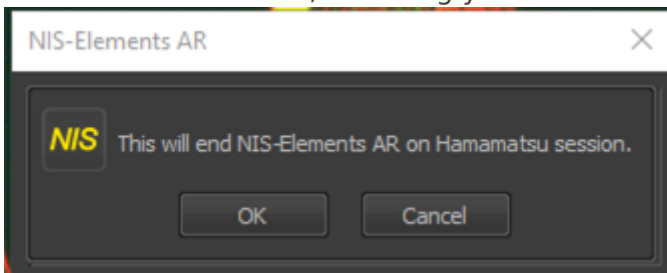 NIS-Elements AR
NIS This will end NIS-Elements AR on Hamamatsu session.
OK Cancel